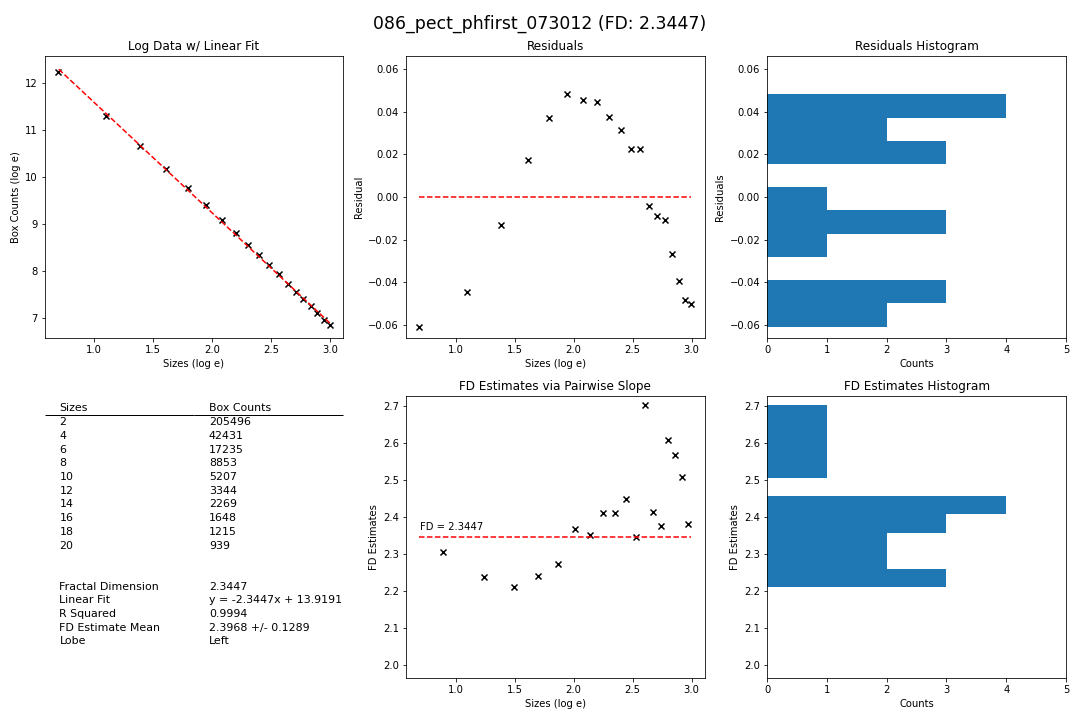 086_pect_phfirst_073012 (FD: 2.3447)
Log Data w/ Linear Fit
Box Counts (log e)
12
11
10
9
8
7
1.0 1.5 2.0 2.5 3.0
Sizes (log e)
Residuals
Residual
0.06
0.04
0.02
0.00
−0.02
−0.04
−0.06
1.0 1.5 2.0 2.5 3.0
Sizes (log e)
Residuals Histogram
Residuals
0.06
0.04
0.02
0.00
−0.02
−0.04
−0.06
0 1 2 3 4 5
Counts
Sizes Box Counts
2 205496
4 42431
6 17235
8 8853
10 5207
12 3344
14 2269
16 1648
18 1215
20 939
Fractal Dimension 2.3447
Linear Fit y = -2.3447x + 13.9191
R Squared 0.9994
FD Estimate Mean 2.3968 +/- 0.1289
Lobe Left
FD Estimates via Pairwise Slope
FD Estimates
2.7
2.6
2.5
2.4
2.3
2.2
2.1
2.0
FD = 2.3447
1.0 1.5 2.0 2.5 3.0
Sizes (log e)
FD Estimates Histogram
FD Estimates
2.7
2.6
2.5
2.4
2.3
2.2
2.1
2.0
0 1 2 3 4 5
Counts